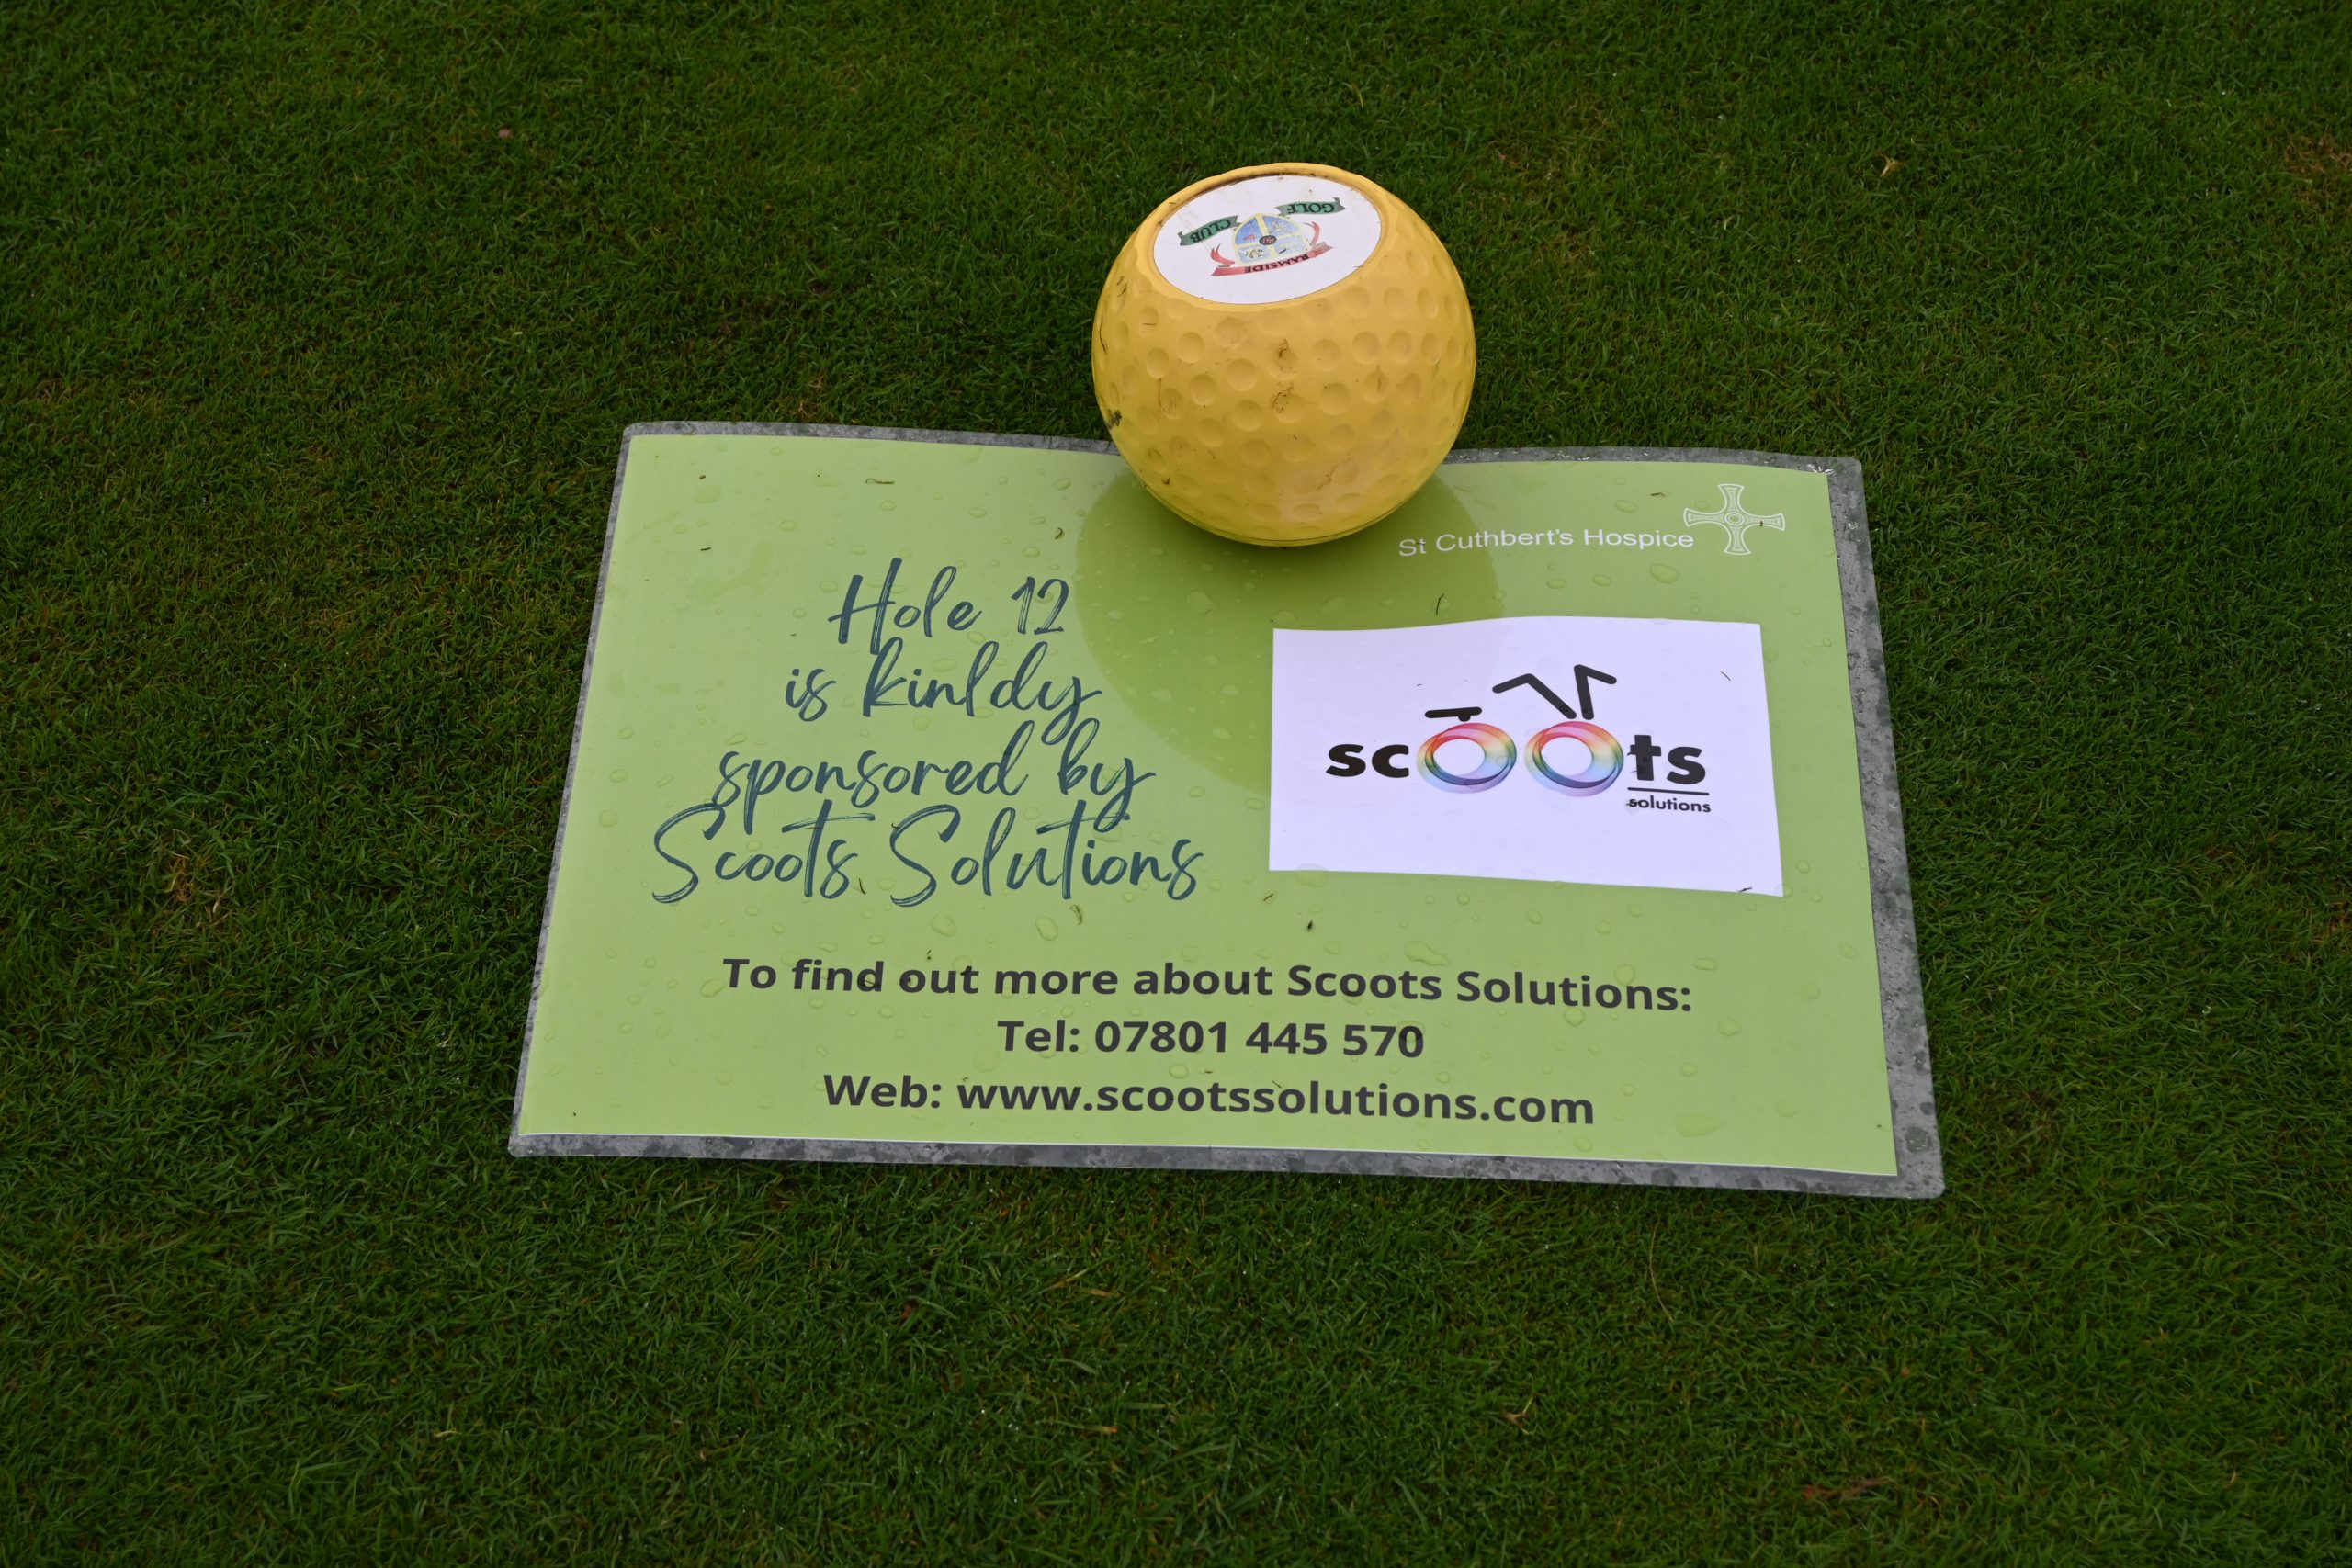 GOLF CLUB
RAMSIDE
St Cuthbert's Hospice
Hole 12
is kinldy
sponsored by
Scoots Solutions
scoots
solutions
To find out more about Scoots Solutions:
Tel: 07801 445 570
Web: www.scootssolutions.com